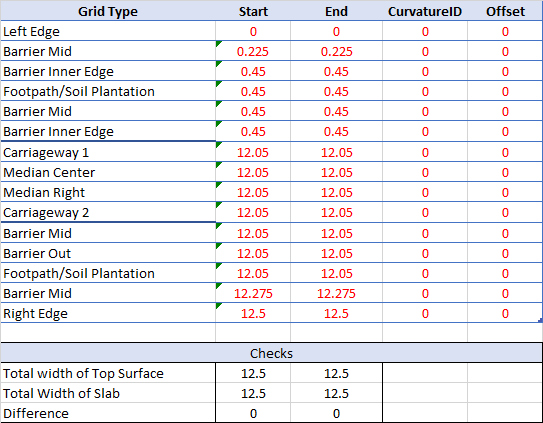 Grid Type Start End CurvatureID Offset
Left Edge 0 0 0 0
Barrier Mid 0.225 0.225 0 0
Barrier Inner Edge 0.45 0.45 0 0
Footpath/Soil Plantation 0.45 0.45 0 0
Barrier Mid 0.45 0.45 0 0
Barrier Inner Edge 0.45 0.45 0 0
Carriageway 1 12.05 12.05 0 0
Median Center 12.05 12.05 0 0
Median Right 12.05 12.05 0 0
Carriageway 2 12.05 12.05 0 0
Barrier Mid 12.05 12.05 0 0
Barrier Out 12.05 12.05 0 0
Footpath/Soil Plantation 12.05 12.05 0 0
Barrier Mid 12.275 12.275 0 0
Right Edge 12.5 12.5 0 0
Checks
Total width of Top Surface 12.5 12.5
Total Width of Slab 12.5 12.5
Difference 0 0